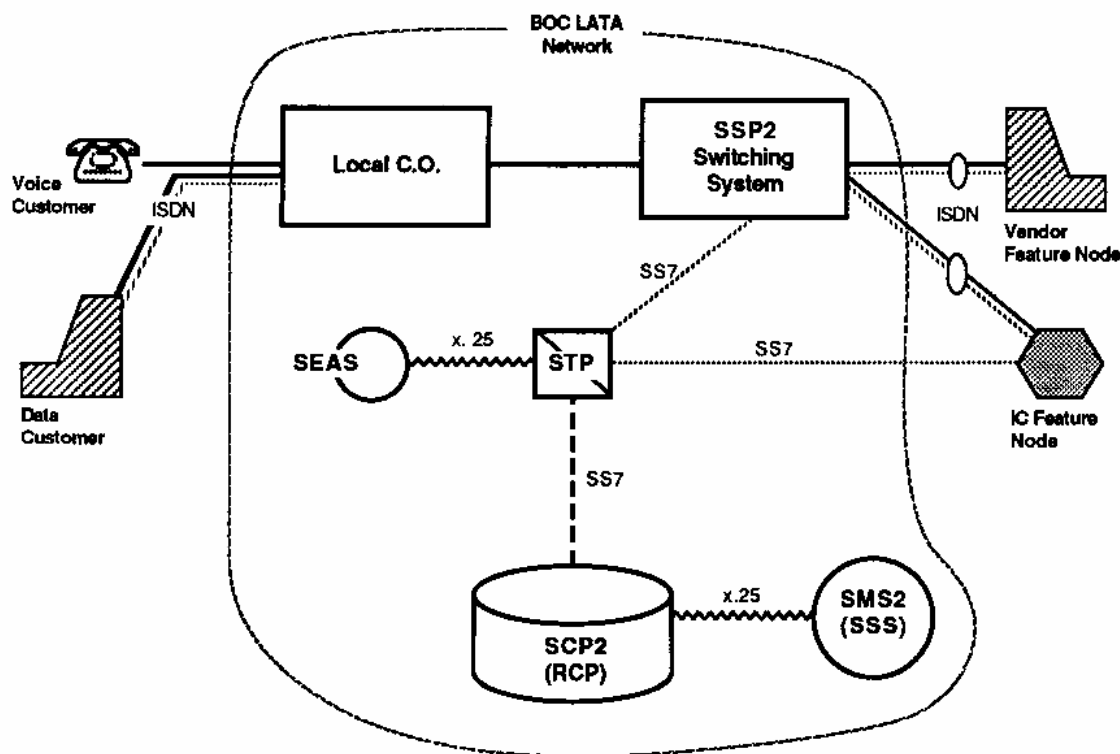 BOC LATA
Network
Voice
Customer
ISDN
Local C.O.
SSP2
Switching
System
ISDN
Vendor
Feature Node
SS7
SEAS
x. 25
STP
SS7
IC Feature
Node
Data
Customer
SS7
SCP2
(RCP)
x.25
SMS2
(SSS)